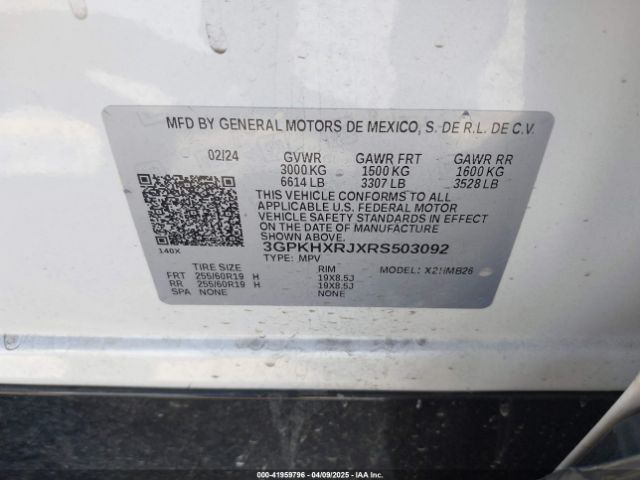 MFD BY GENERAL MOTORS DE MEXICO, S. DE R.L. DE C.V.
02/24 GVWR GAWR FRT GAWR RR
3000 KG 1500 KG 1600 KG
6614 LB 3307 LB 3528 LB
THIS VEHICLE CONFORMS TO ALL
APPLICABLE U.S. FEDERAL MOTOR
VEHICLE SAFETY STANDARDS IN EFFECT
ON THE DATE OF MANUFACTURE
SHOWN ABOVE.
140X 3GPKHXRJXRS503092
TYPE: MPV
TIRE SIZE RIM MODEL:
FRT 255/60R19 H 19X8.5J
RR 255/60R19 H 19X8.5J
SPA NONE NONE
000-41959796 - 04/09/2025 - IAA Inc.